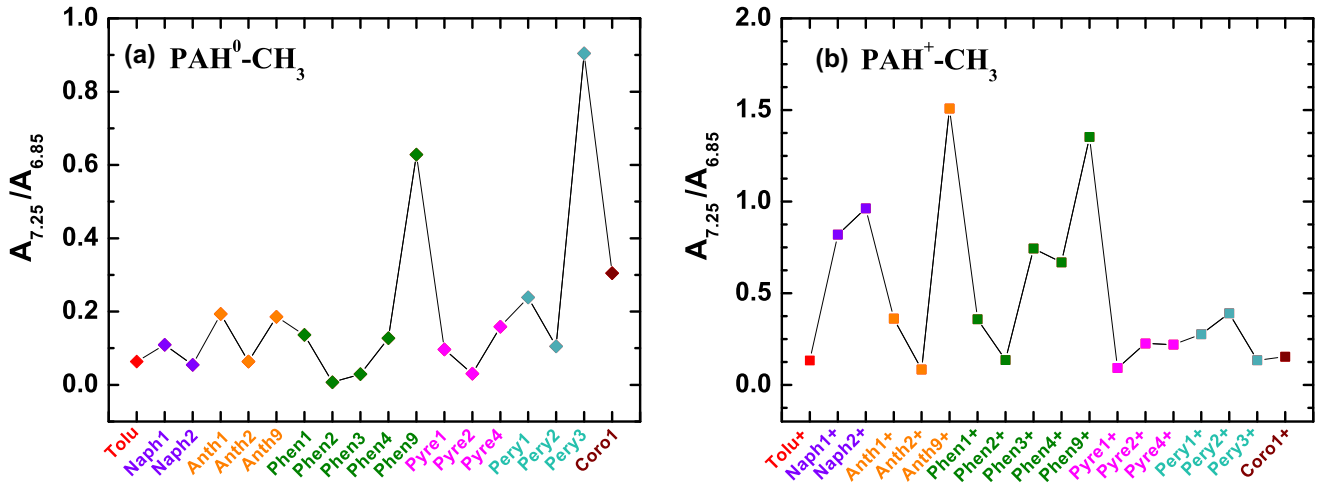 (a) PAH⁰-CH₃
A₇.₂₅ /A₆.₈₅
1.0
0.8
0.6
0.4
0.2
0.0
Tolu
Naph1
Naph2
Anth1
Anth2
Anth9
Phen1
Phen2
Phen3
Phen4
Phen9
Pyre1
Pyre2
Pyre4
Pery1
Pery2
Pery3
Coro1
(b) PAH⁺-CH₃
A₇.₂₅ /A₆.₈₅
2.0
1.5
1.0
0.5
0.0
Tolu+
Naph1+
Naph2+
Anth1+
Anth2+
Anth9+
Phen1+
Phen2+
Phen3+
Phen4+
Phen9+
Pyre1+
Pyre2+
Pyre4+
Pery1+
Pery2+
Pery3+
Coro1+